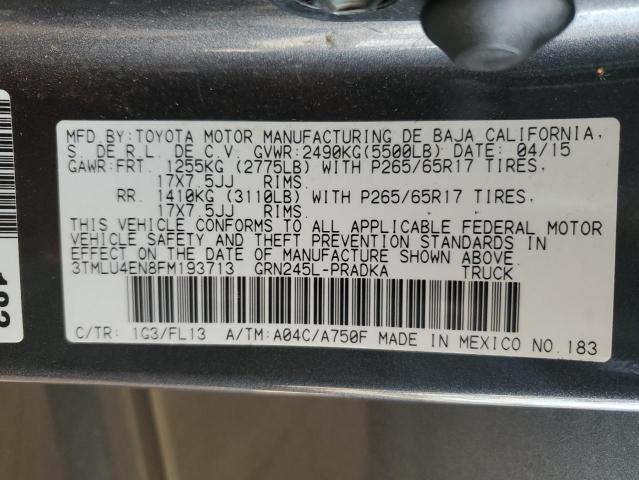 MFD. BY: TOYOTA MOTOR MANUFACTURING DE BAJA CALIFORNIA,
S. DE R.L. DE C.V. GVWR:2490KG(5500LB) DATE: 04/15
GAWR:FRT. 1255KG (2775LB) WITH P265/65R17 TIRES,
17X7.5JJ RIMS.
RR. 1410KG (3110LB) WITH P265/65R17 TIRES,
17X7.5JJ RIMS.
THIS VEHICLE CONFORMS TO ALL APPLICABLE FEDERAL MOTOR
VEHICLE SAFETY AND THEFT PREVENTION STANDARDS IN
EFFECT ON THE DATE OF MANUFACTURE SHOWN ABOVE.
3TMLU4EN8FM193713 GRN245L-PRADKA TRUCK
C/TR: 1G3/FL13 A/TM:A04C/A750F MADE IN MEXICO NO.183